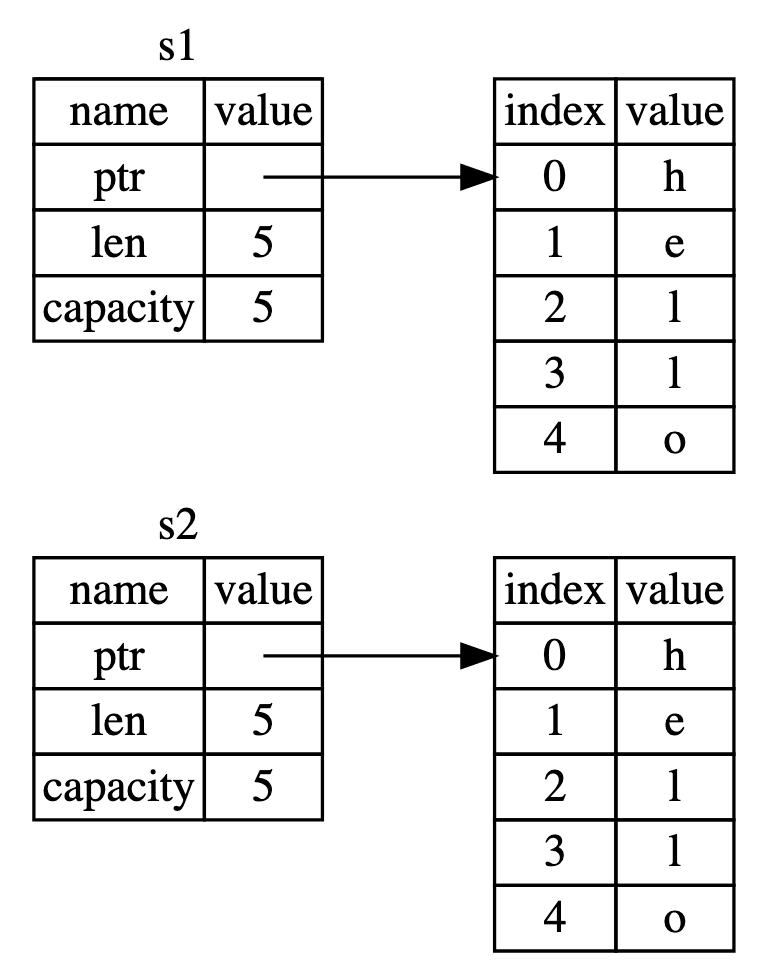 s1
name value
ptr
len 5
capacity 5
index value
0 h
1 e
2 l
3 l
4 o
s2
name value
ptr
len 5
capacity 5
index value
0 h
1 e
2 l
3 l
4 o